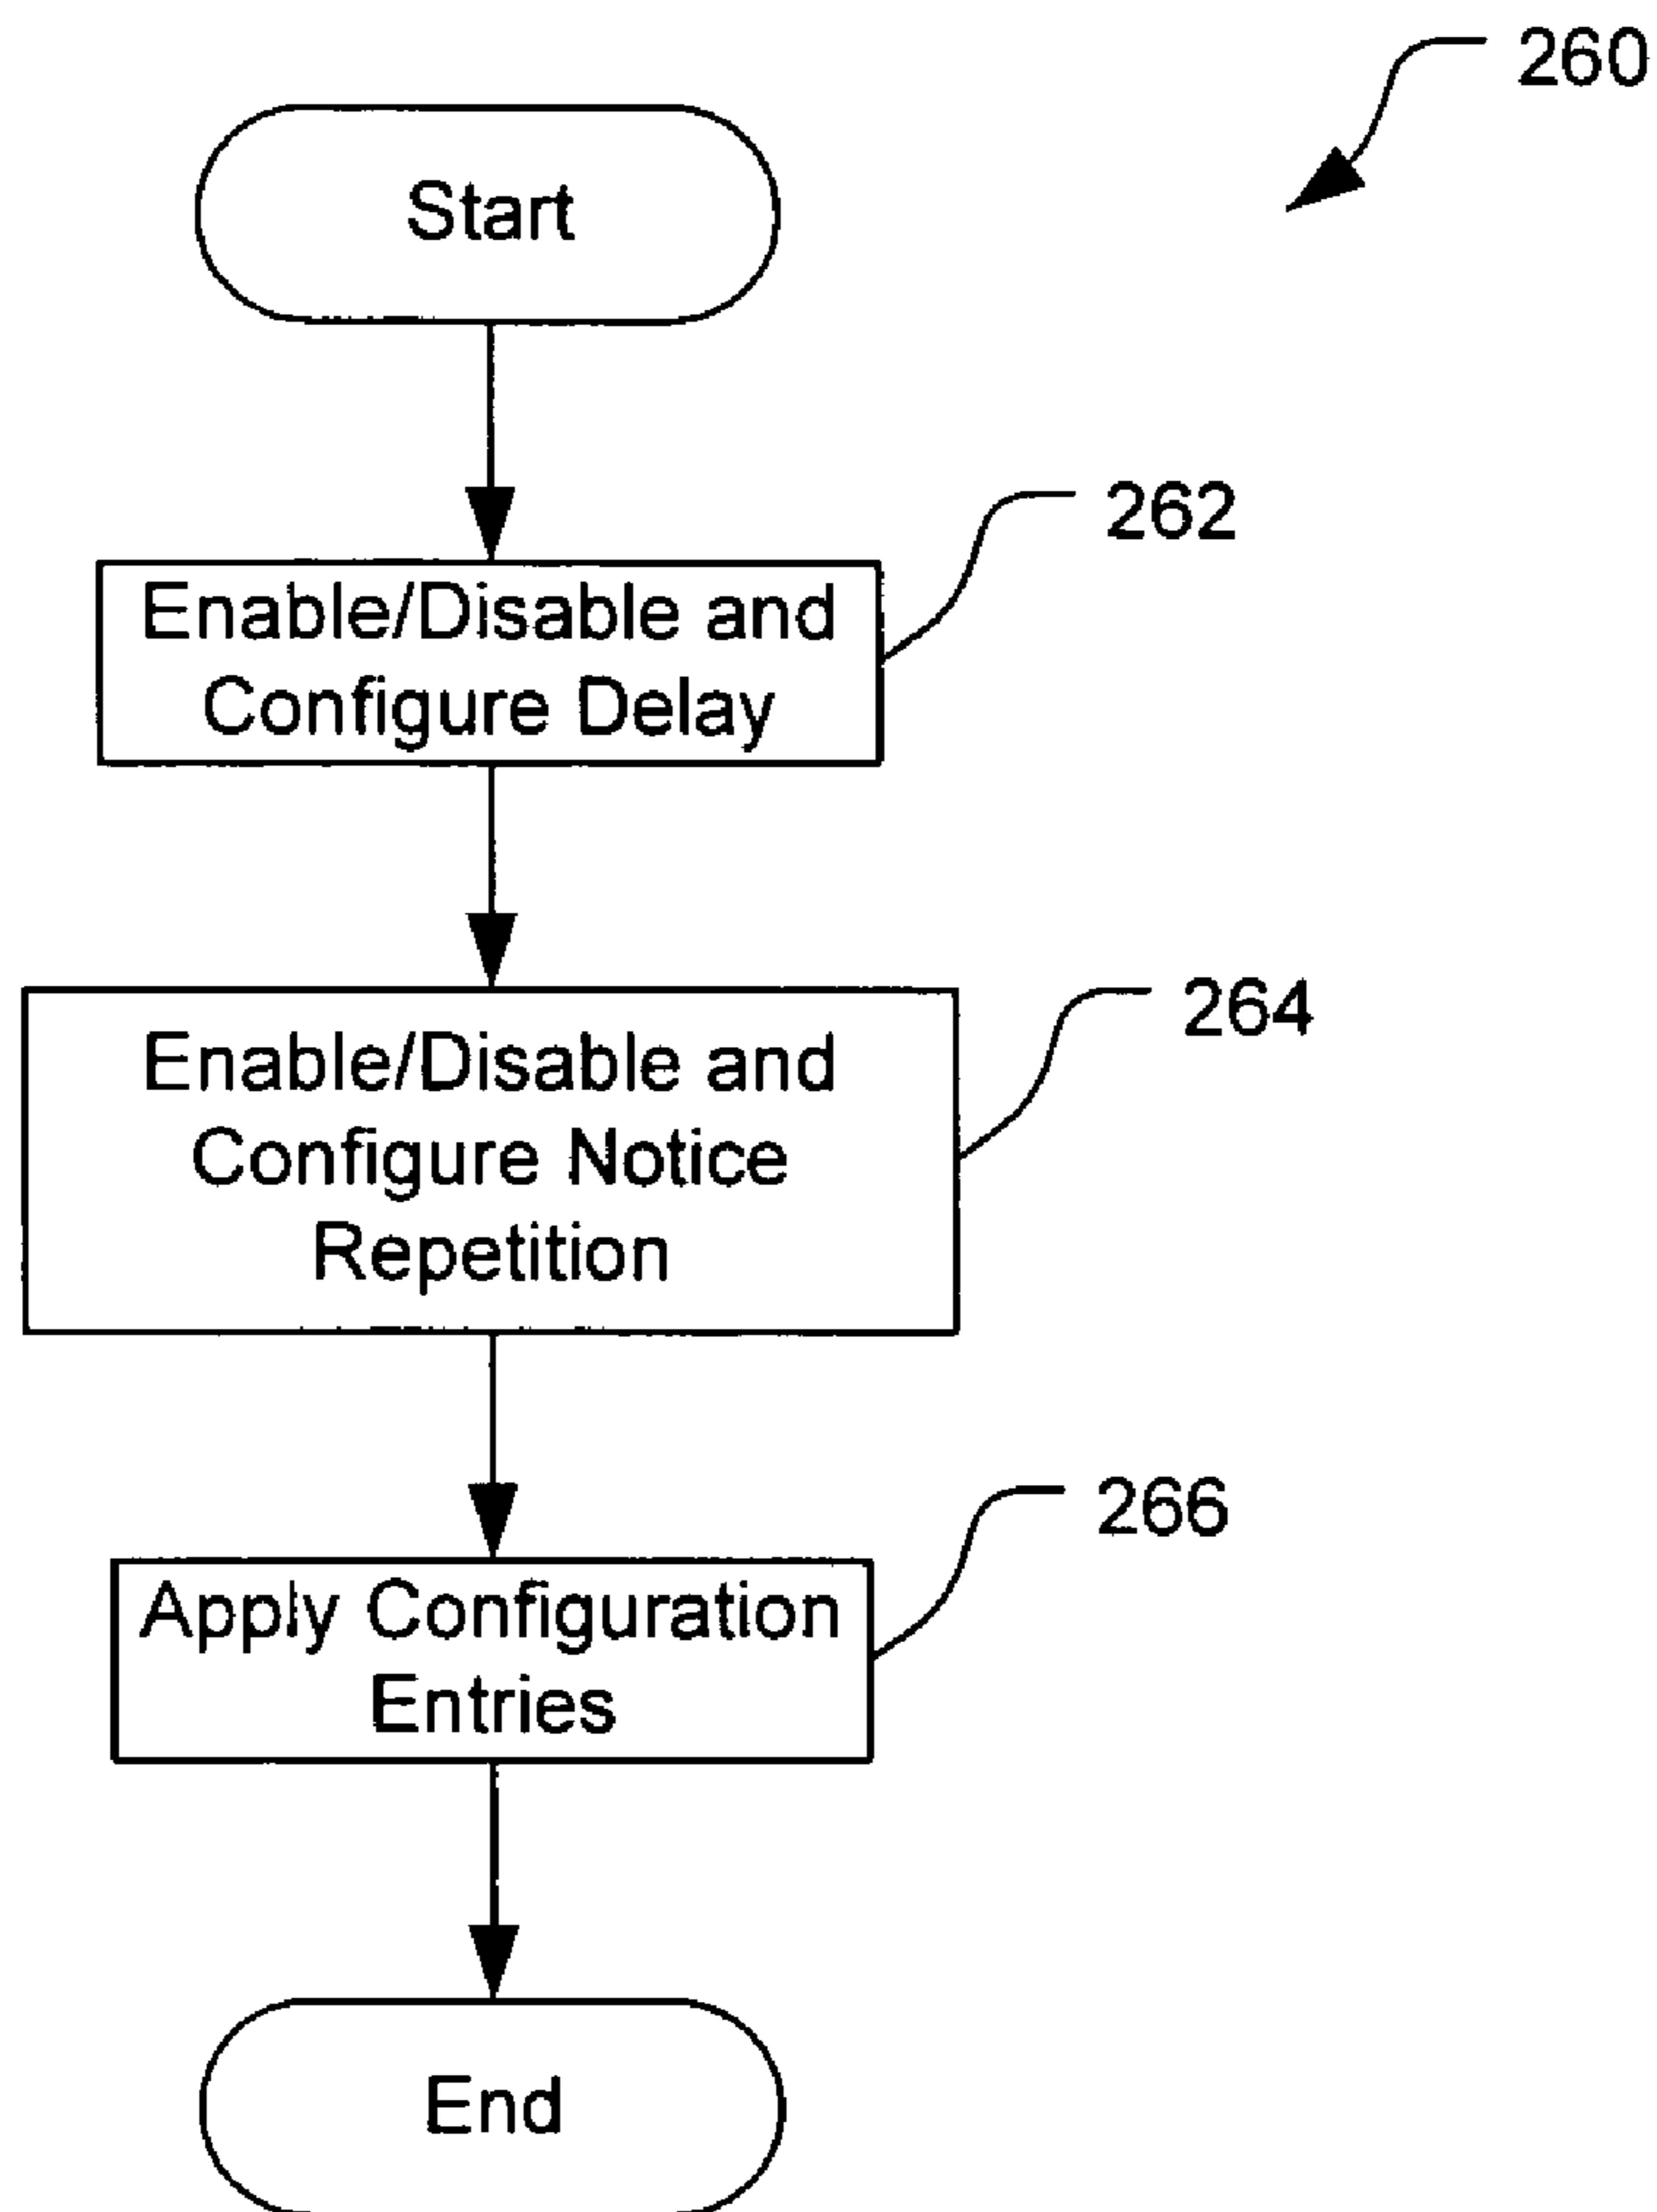 260
Start
262
Enable/Disable and
Configure Delay
264
Enable/Disable and
Configure Notice
Repetition
266
Apply Configuration
Entries
End